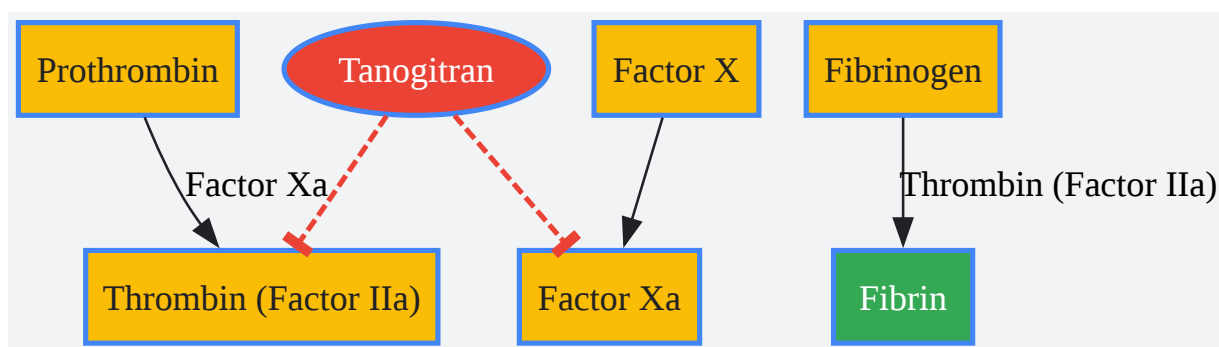 Prothrombin
Tanogitran
Factor X
Fibrinogen
Factor Xa
Thrombin (Factor IIa)
Thrombin (Factor IIa)
Factor Xa
Fibrin